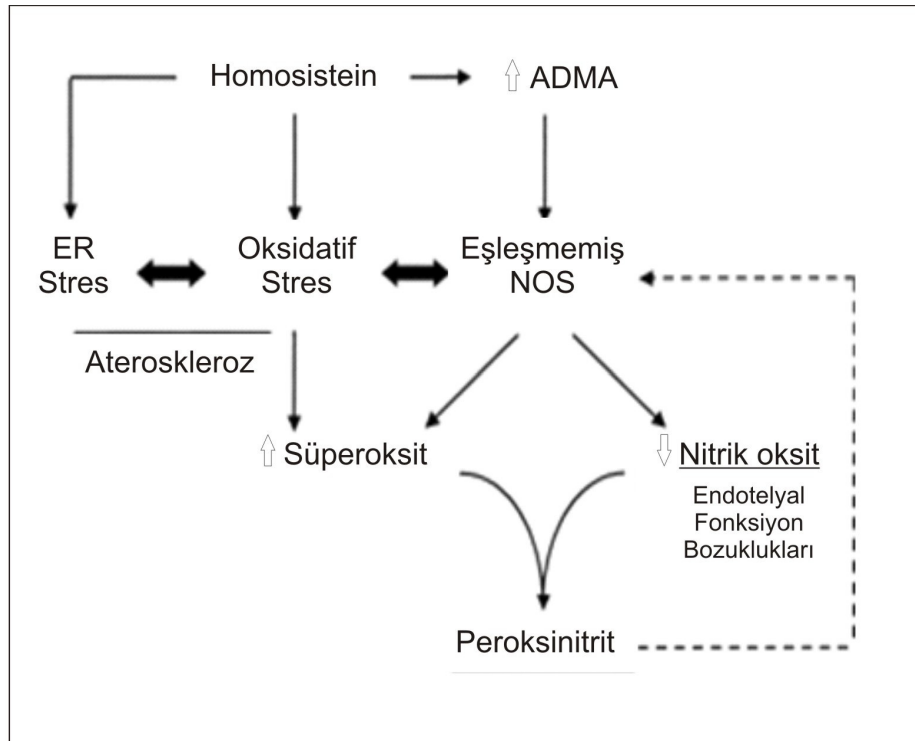 Homosistein
ADMA
ER
Stres
Oksidatif
Stres
Eşleşmemiş
NOS
Ateroskleroz
Süperoksit
Nitrik oksit
Endotelyal
Fonksiyon
Bozuklukları
Peroksinitrit